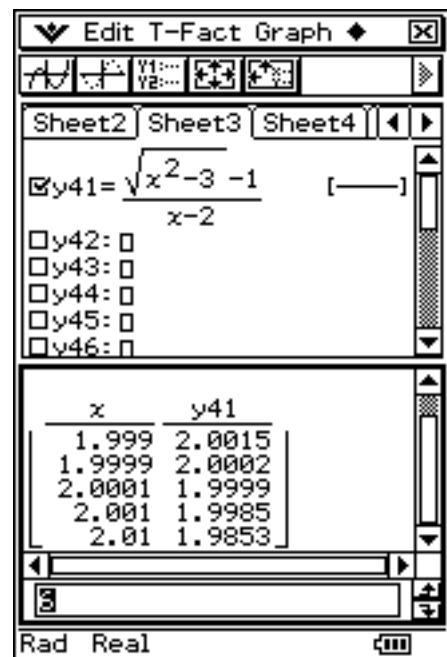 Edit T-Fact Graph ◆
Y1:··· Y2:···
Sheet2 Sheet3 Sheet4
y41=√(x²-3) -1 / x-2 [——]
y42:▯
y43:▯
y44:▯
y45:▯
y46:▯
x y41
1.999 2.0015
1.9999 2.0002
2.0001 1.9999
2.001 1.9985
2.01 1.9853
S
Rad Real